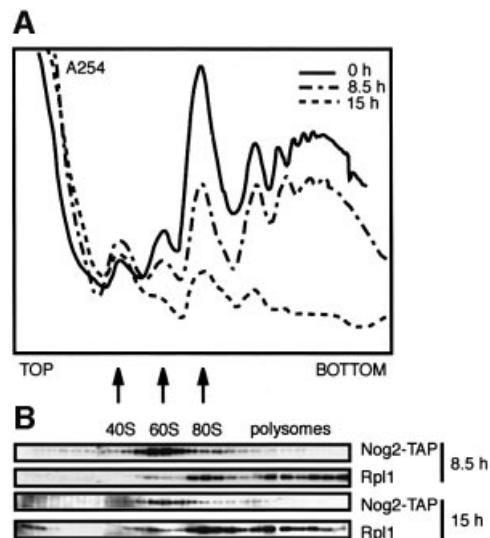 A
A254
0 h
8.5 h
15 h
TOP BOTTOM
B
40S 60S 80S polysomes
Nog2-TAP
8.5 h
Rpl1
Nog2-TAP
15 h
Rpl1